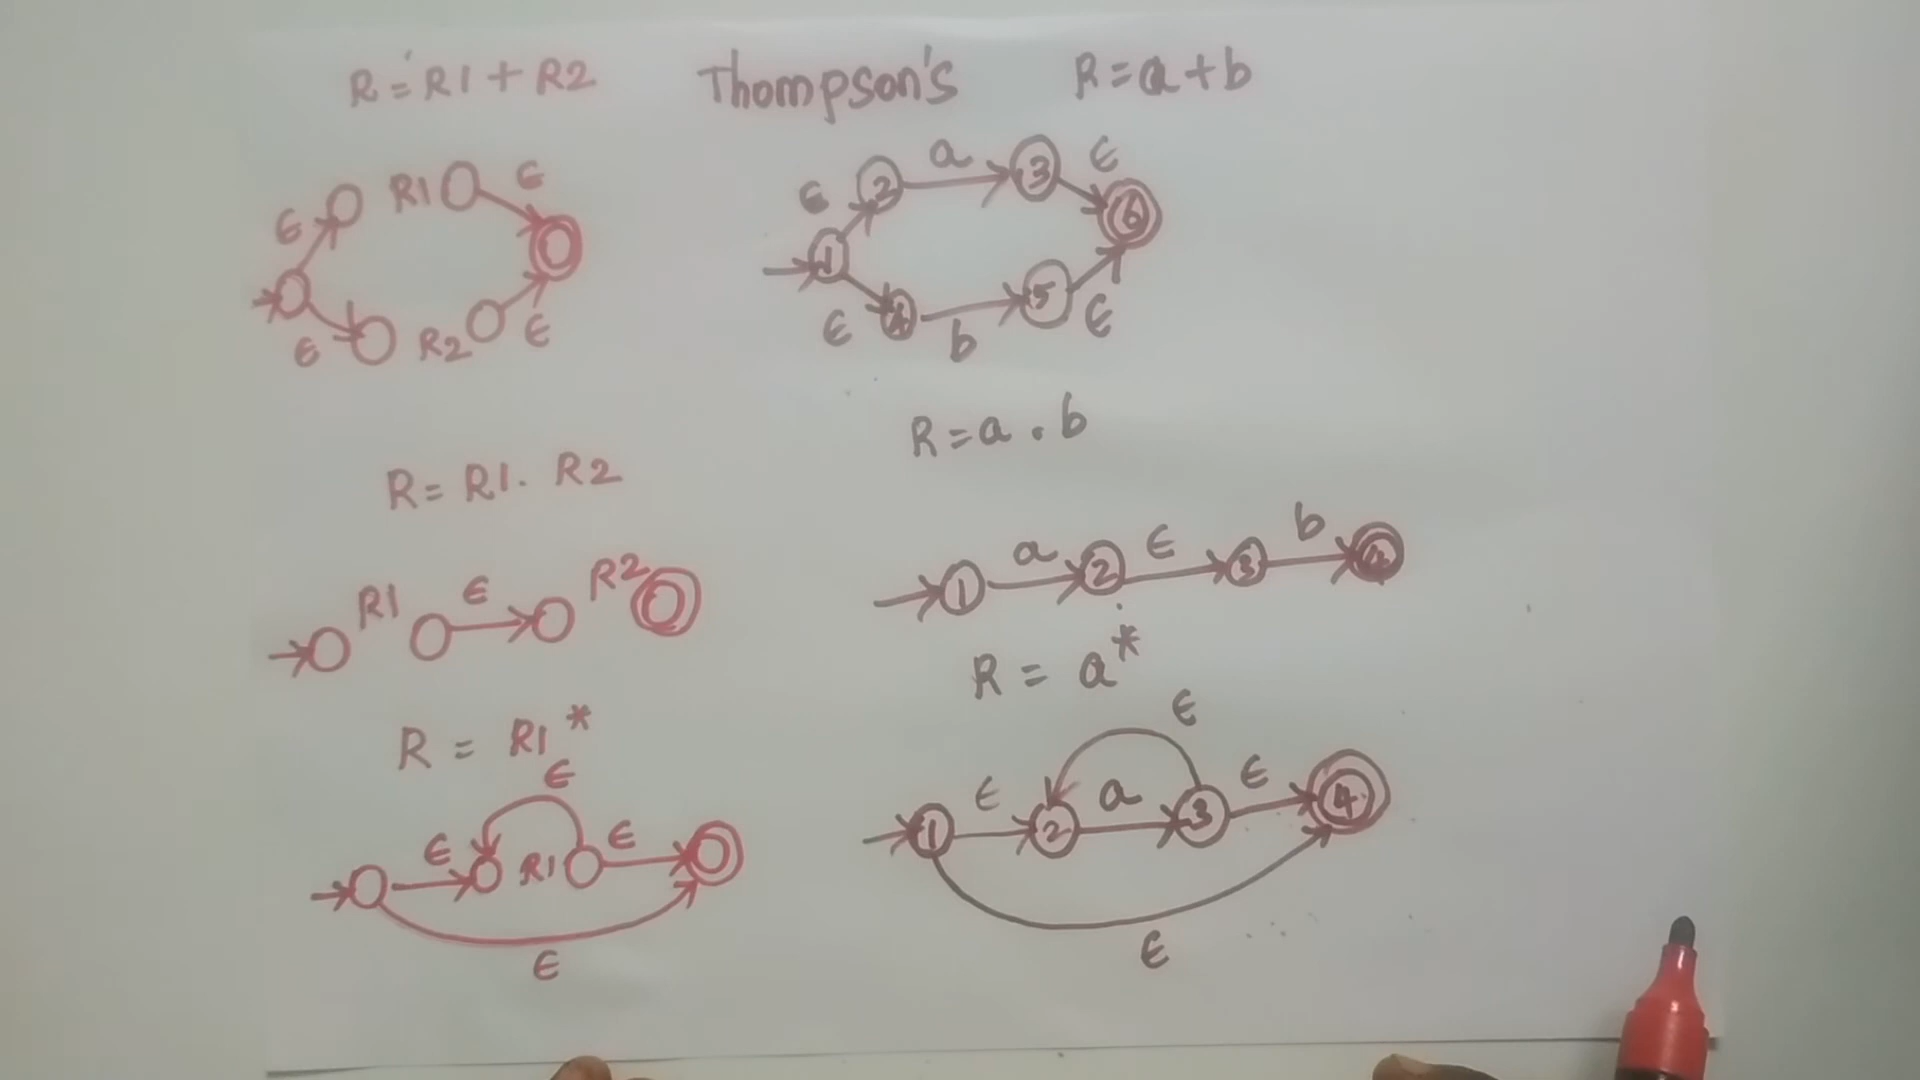 R = R1 + R2
Thompson's
R = a + b
ϵ R1 ϵ
ϵ R2 ϵ
ϵ 2 a 3 ϵ
1 6
ϵ 4 b 5 ϵ
R = R1 . R2
R = a . b
R1 ϵ R2
1 a 2 ϵ 3 b 4
R = R1*
R = a*
ϵ
ϵ R1 ϵ
ϵ
ϵ
1 ϵ 2 a 3 ϵ 4
ϵ